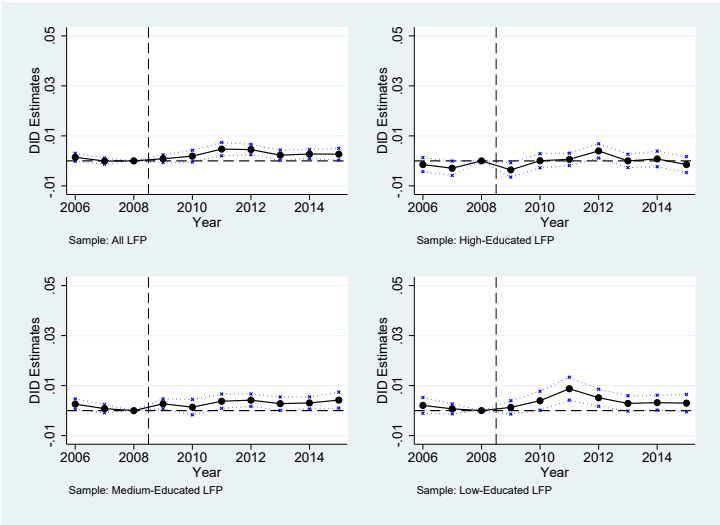 DID Estimates
.05
.03
.01
-.01
2006 2008 2010 2012 2014
Year
Sample: All LFP
DID Estimates
.05
.03
.01
-.01
2006 2008 2010 2012 2014
Year
Sample: High-Educated LFP
DID Estimates
.05
.03
.01
-.01
2006 2008 2010 2012 2014
Year
Sample: Medium-Educated LFP
DID Estimates
.05
.03
.01
-.01
2006 2008 2010 2012 2014
Year
Sample: Low-Educated LFP